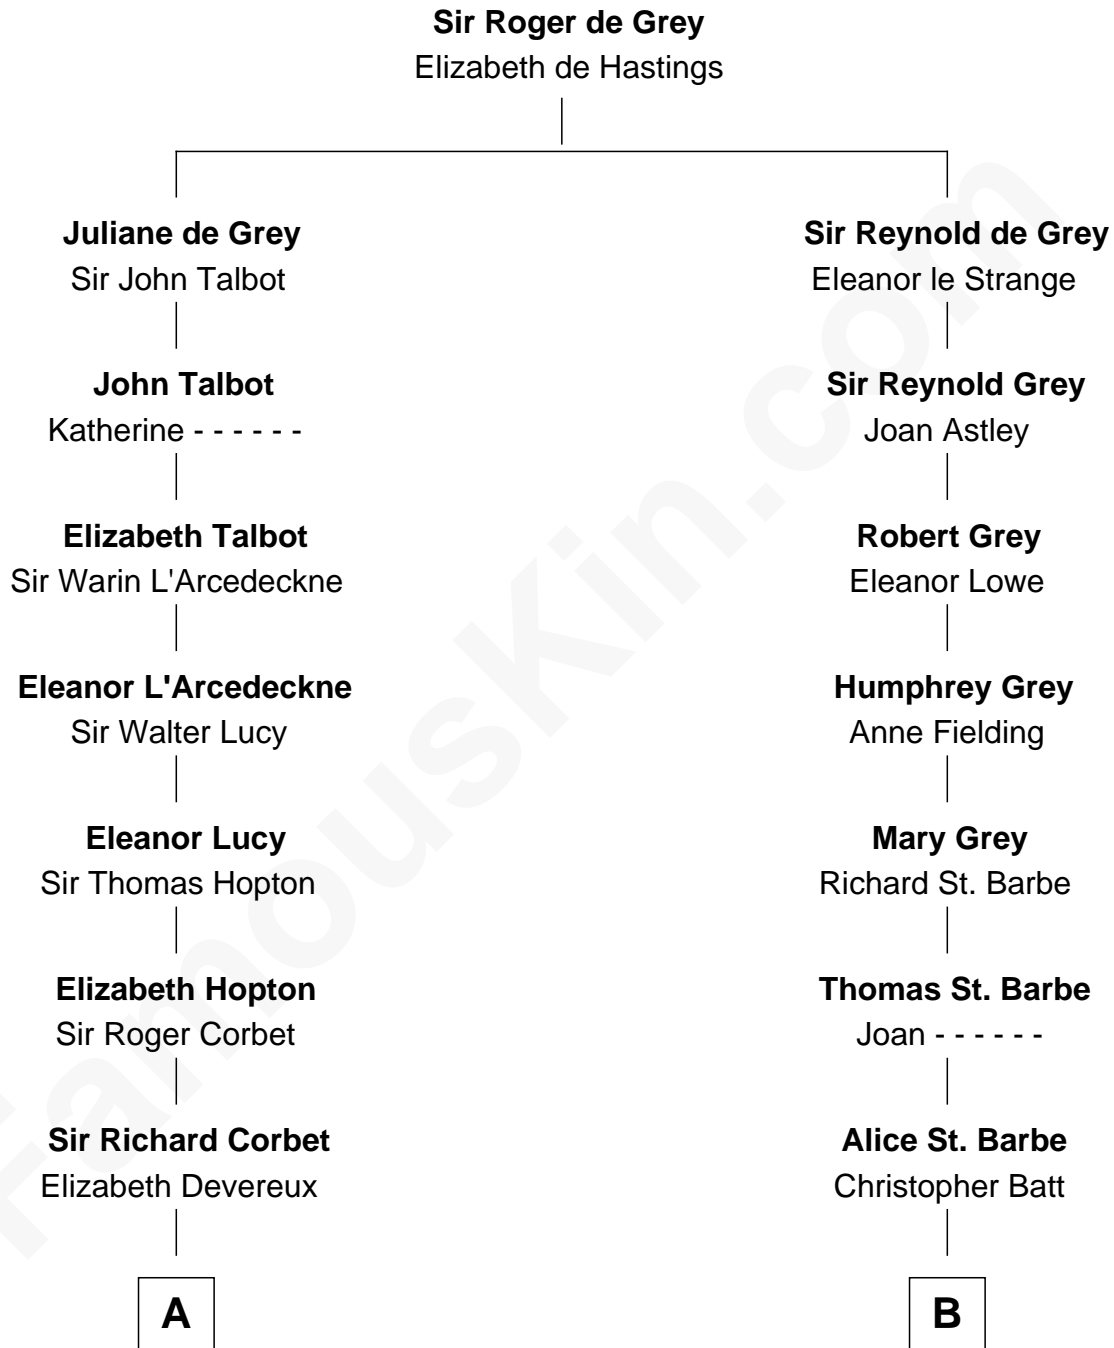 Sir Roger de Grey
Elizabeth de Hastings
Juliane de Grey
Sir John Talbot
John Talbot
Katherine - - - - - -
Elizabeth Talbot
Sir Warin L'Arcedeckne
Eleanor L'Arcedeckne
Sir Walter Lucy
Eleanor Lucy
Sir Thomas Hopton
Elizabeth Hopton
Sir Roger Corbet
Sir Richard Corbet
Elizabeth Devereux
A
Sir Reynold de Grey
Eleanor le Strange
Sir Reynold Grey
Joan Astley
Robert Grey
Eleanor Lowe
Humphrey Grey
Anne Fielding
Mary Grey
Richard St. Barbe
Thomas St. Barbe
Joan - - - - - -
Alice St. Barbe
Christopher Batt
B
FamousKin.com